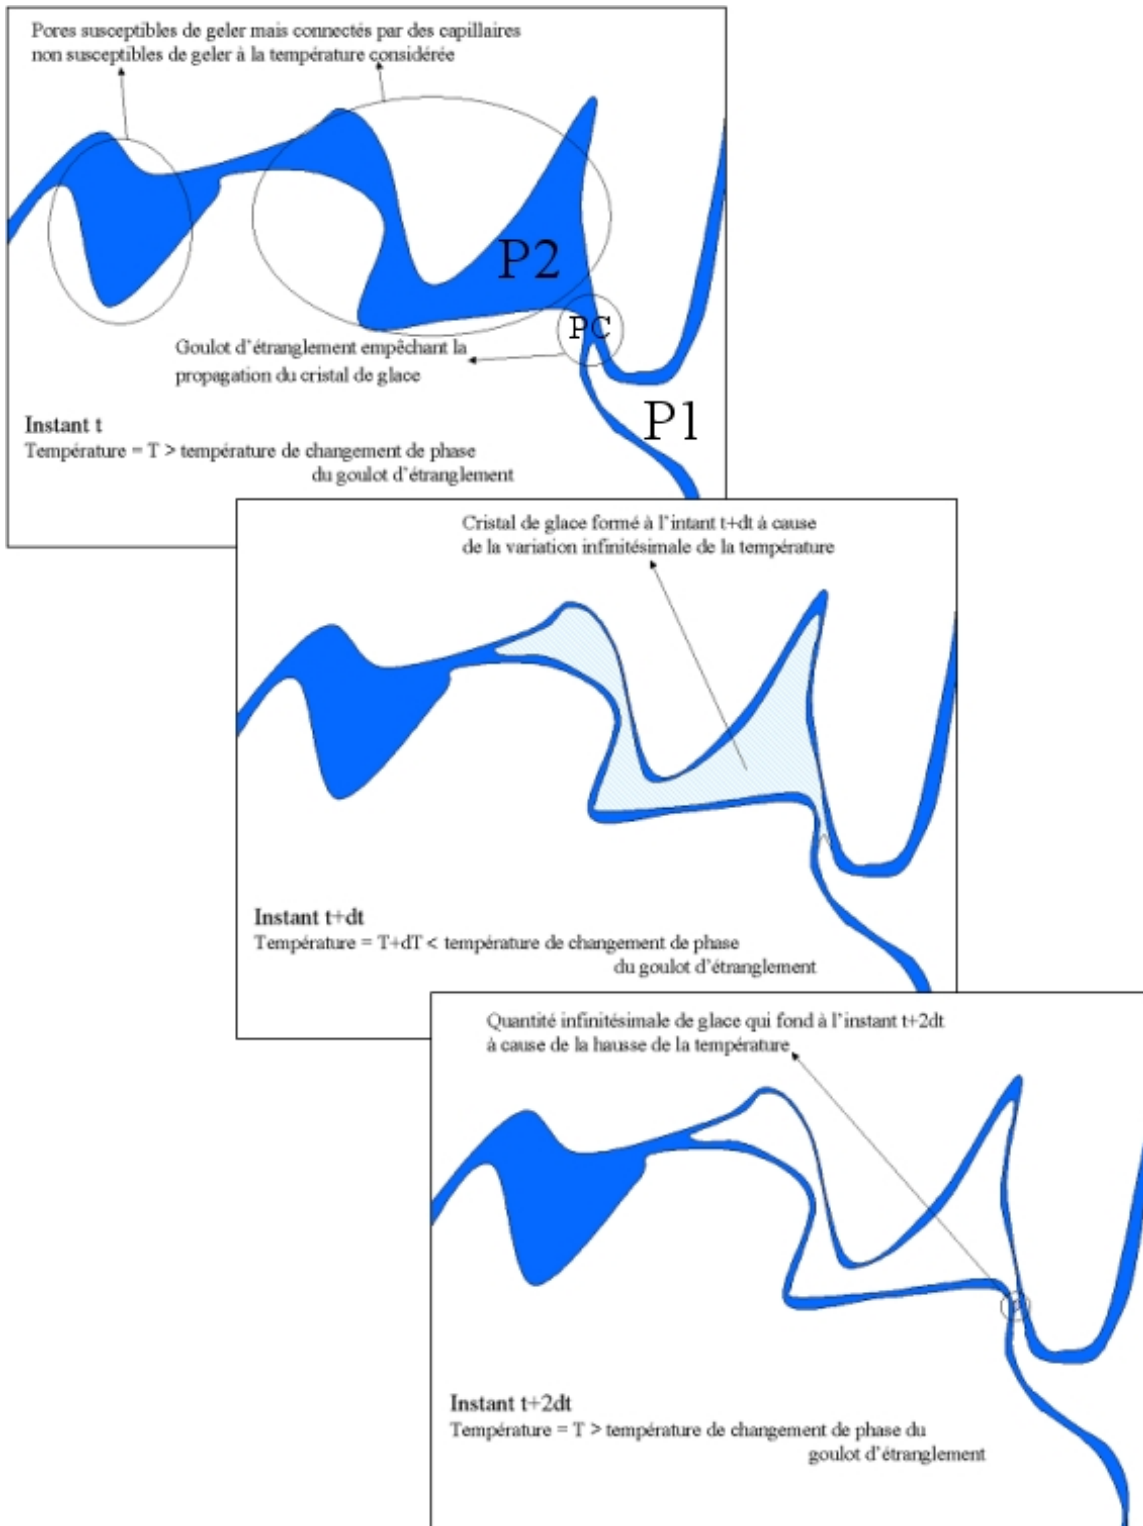 Pores susceptibles de geler mais connectés par des capillaires
non susceptibles de geler à la température considérée
P2
PC
Goulot d'étranglement empêchant la
propagation du cristal de glace
P1
Instant t
Température = T > température de changement de phase
du goulot d'étranglement
Cristal de glace formé à l'intant t+dt à cause
de la variation infinitésimale de la température
Instant t+dt
Température = T+dT < température de changement de phase
du goulot d'étranglement
Quantité infinitésimale de glace qui fond à l'instant t+2dt
à cause de la hausse de la température
Instant t+2dt
Température = T > température de changement de phase du
goulot d'étranglement